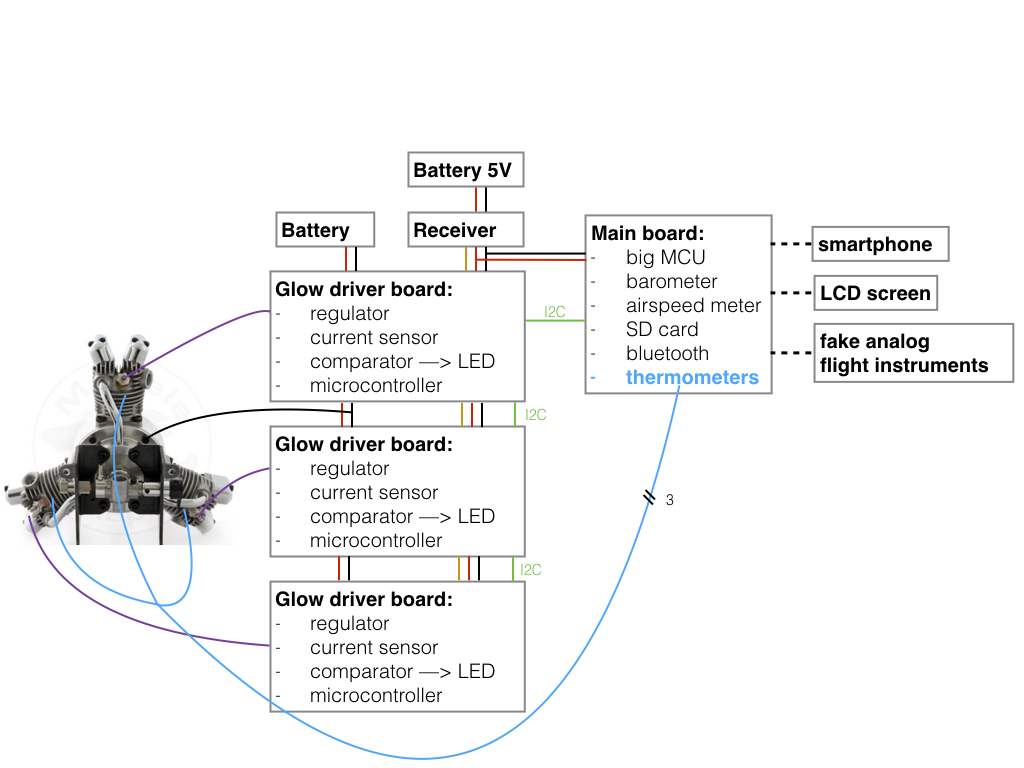 Battery 5V
Battery
Receiver
Main board:
- big MCU
- barometer
- airspeed meter
- SD card
- bluetooth
- thermometers
smartphone
LCD screen
fake analog
flight instruments
Glow driver board:
- regulator
- current sensor
- comparator —> LED
- microcontroller
I2C
I2C
Glow driver board:
- regulator
- current sensor
- comparator —> LED
- microcontroller
3
I2C
Glow driver board:
- regulator
- current sensor
- comparator —> LED
- microcontroller